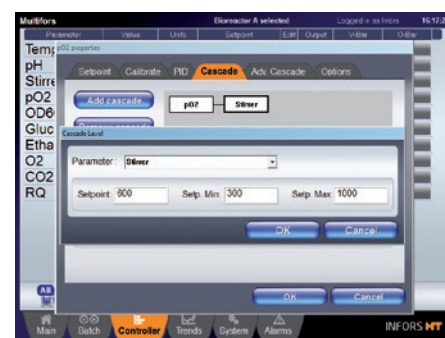 Multifors Bioreactor A selected Logged in as Infors 16:17:2
Parameter Value Units Setpoint Edit Output V-Bar O-Bar
Temp
pO2 properties
pH
Setpoint Calibrate PID Cascade Adv. Cascade Options
Stirre
pO2
Add cascade pO2 Stirrer
OD6
Gluc
Cascade Level
Etha
O2
Parameter: Stirrer
CO2
RQ
Setpoint: 600 Setp. Min: 300 Setp. Max: 1000
OK Cancel
OK Cancel
Main Batch Controller Trends System Alarms
INFORS HT